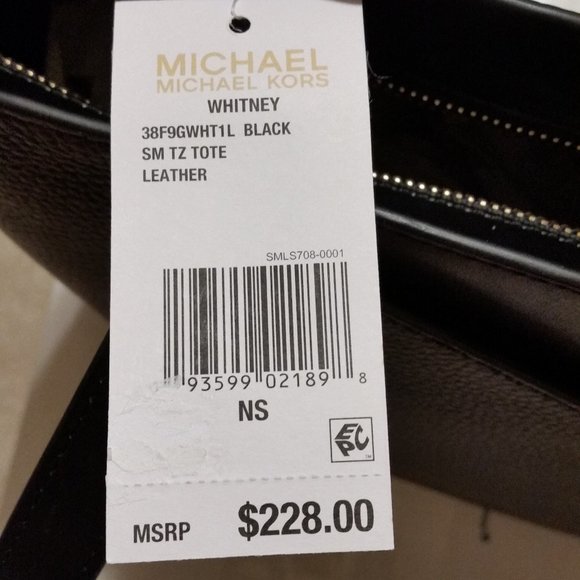 MICHAEL
MICHAEL KORS
WHITNEY
38F9GWHT1L BLACK
SM TZ TOTE
LEATHER
SMLS708-0001
93599 02189 8
NS
EPC
TM
MSRP $228.00